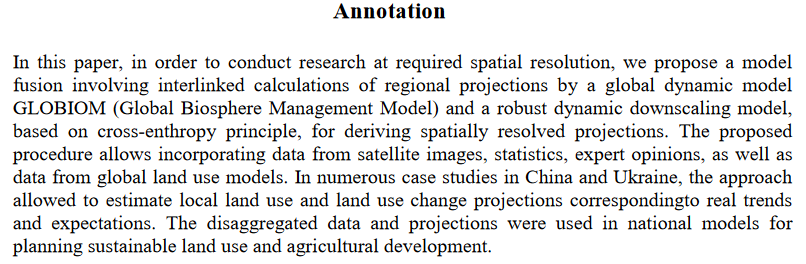 Annotation
In this paper, in order to conduct research at required spatial resolution, we propose a model
fusion involving interlinked calculations of regional projections by a global dynamic model
GLOBIOM (Global Biosphere Management Model) and a robust dynamic downscaling model,
based on cross-enthropy principle, for deriving spatially resolved projections. The proposed
procedure allows incorporating data from satellite images, statistics, expert opinions, as well as
data from global land use models. In numerous case studies in China and Ukraine, the approach
allowed to estimate local land use and land use change projections correspondingto real trends
and expectations. The disaggregated data and projections were used in national models for
planning sustainable land use and agricultural development.